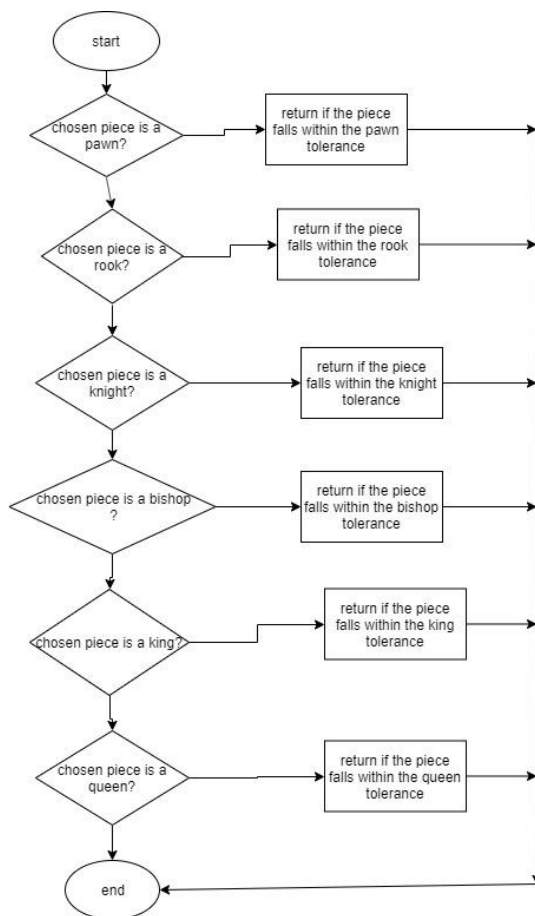 start
chosen piece is a
pawn?
return if the piece
falls within the pawn
tolerance
chosen piece is a
rook?
return if the piece
falls within the rook
tolerance
chosen piece is a
knight?
return if the piece
falls within the knight
tolerance
chosen piece is a bishop
?
return if the piece
falls within the bishop
tolerance
chosen piece is a king?
return if the piece
falls within the king
tolerance
chosen piece is a
queen?
return if the piece
falls within the queen
tolerance
end